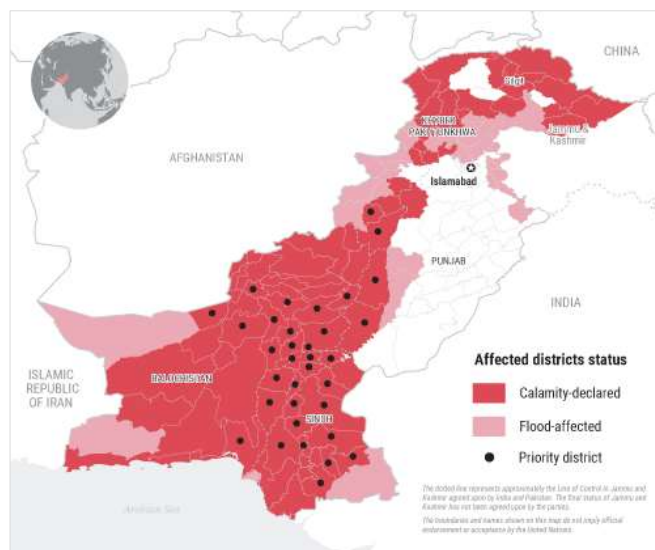 CHINA
Gilgit
KHYBER
PAKHTUNKHWA
Jammu &
Kashmir
AFGHANISTAN
Islamabad
PUNJAB
INDIA
Affected districts status
ISLAMIC
REPUBLIC
OF IRAN
BALOCHISTAN
Calamity-declared
SINDH
Flood-affected
Priority district
Arabian Sea
The dotted line represents approximately the Line of Control in Jammu and
Kashmir agreed upon by India and Pakistan. The final status of Jammu and
Kashmir has not been agreed upon by the parties.
The boundaries and names shown on this map do not imply official
endorsement or acceptance by the United Nations.